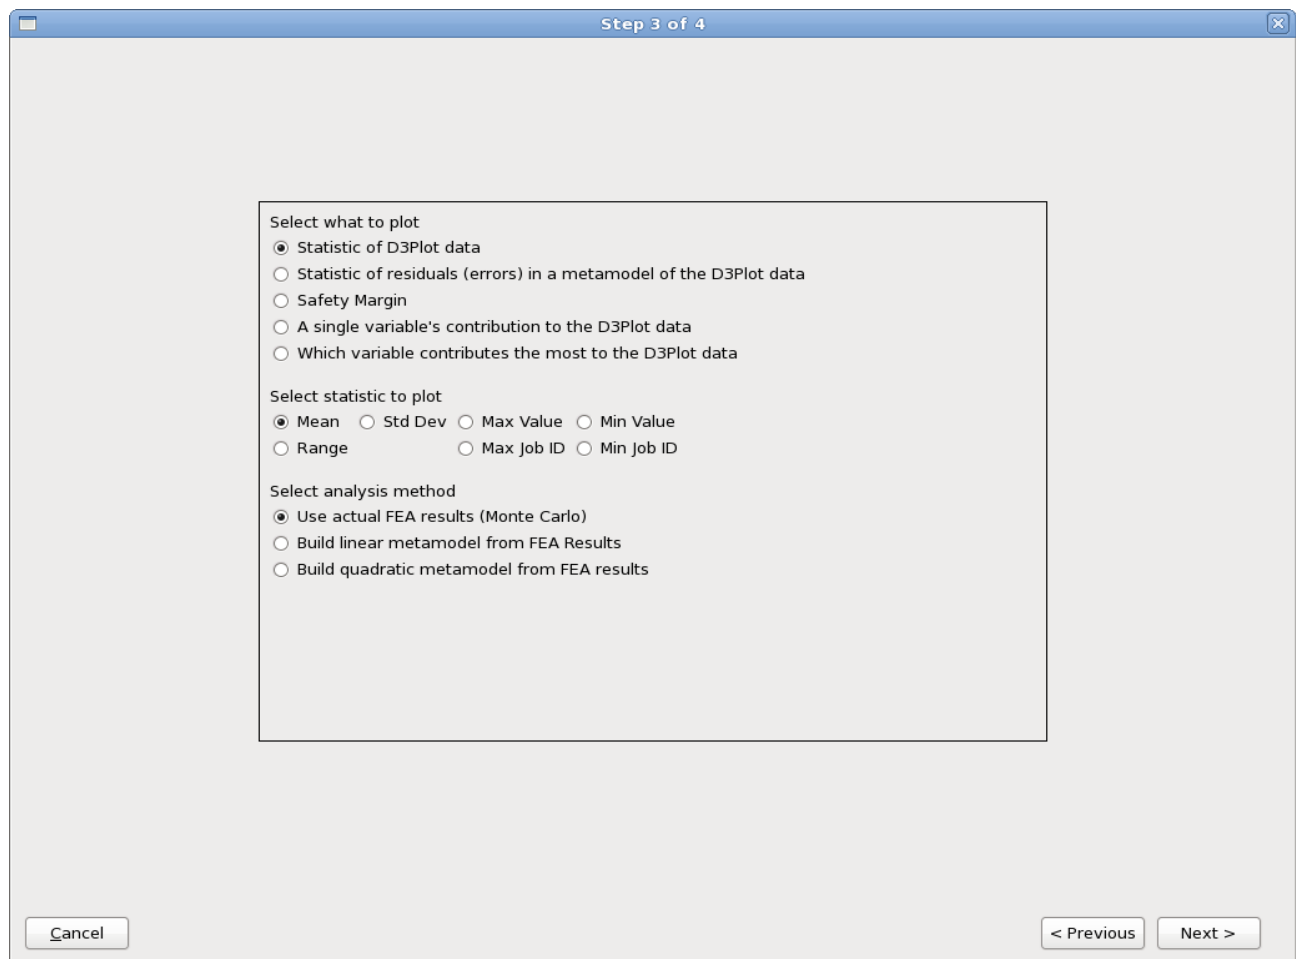 Step 3 of 4
Select what to plot
Statistic of D3Plot data
Statistic of residuals (errors) in a metamodel of the D3Plot data
Safety Margin
A single variable's contribution to the D3Plot data
Which variable contributes the most to the D3Plot data
Select statistic to plot
Mean Std Dev Max Value Min Value
Range Max Job ID Min Job ID
Select analysis method
Use actual FEA results (Monte Carlo)
Build linear metamodel from FEA Results
Build quadratic metamodel from FEA results
Cancel < Previous Next >